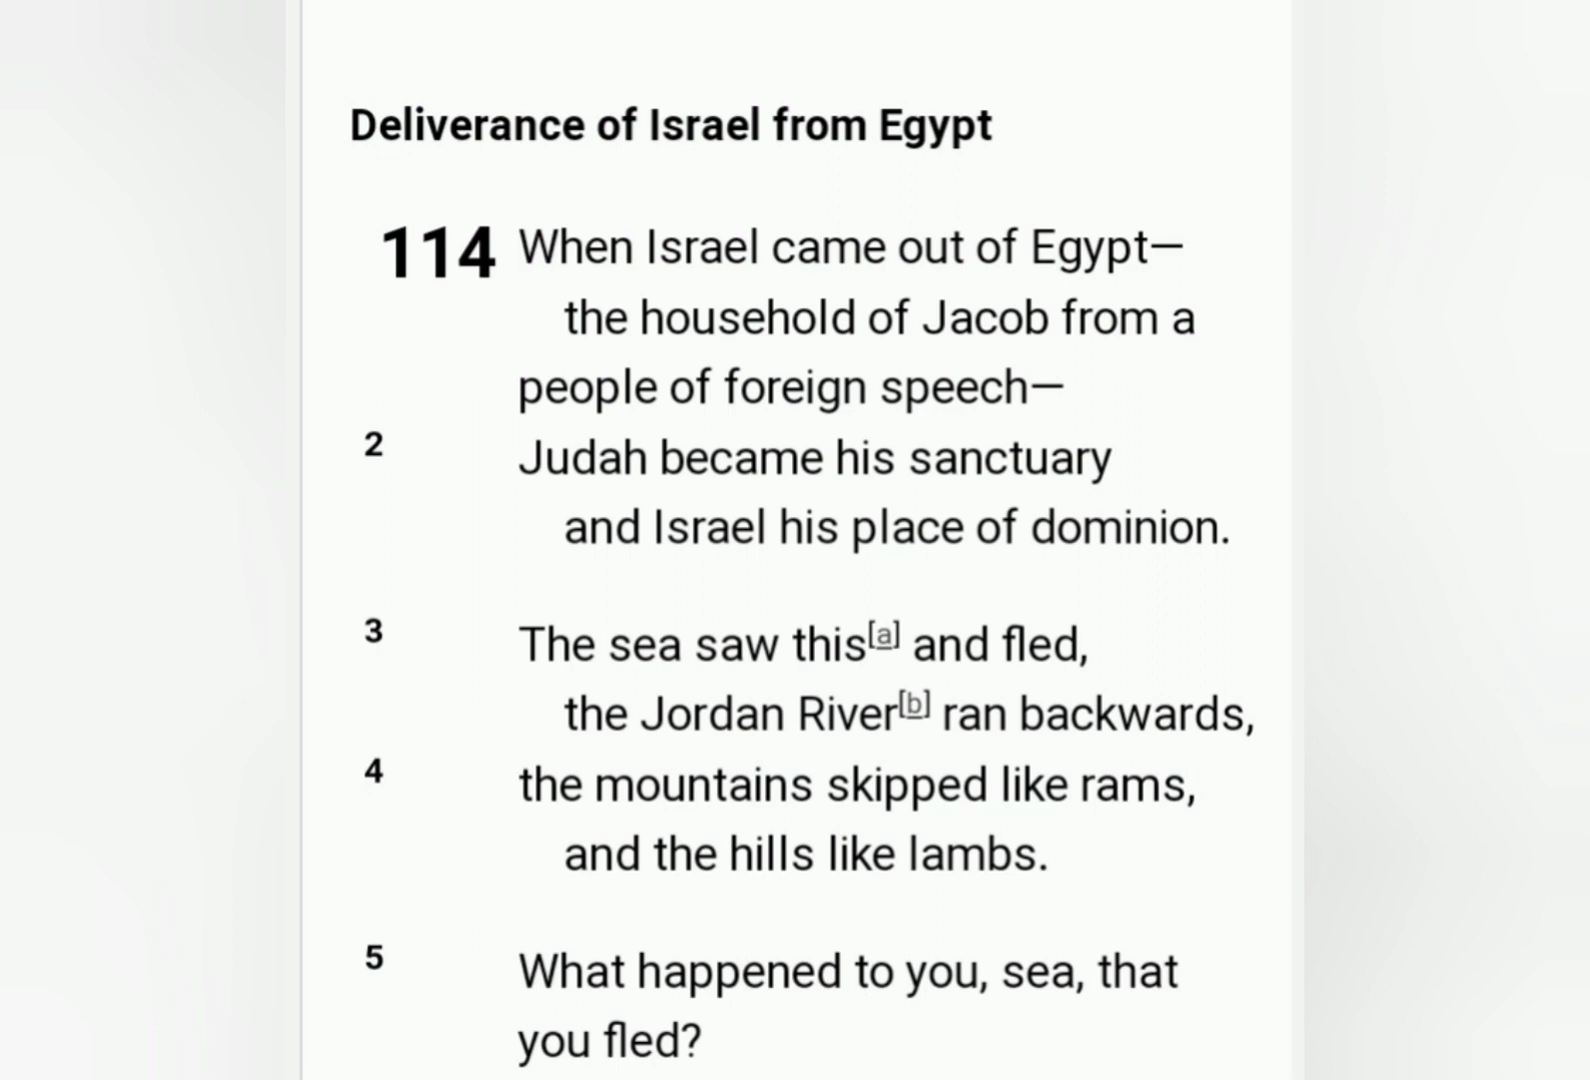 Deliverance of Israel from Egypt
114 When Israel came out of Egypt—
the household of Jacob from a
people of foreign speech—
2 Judah became his sanctuary
and Israel his place of dominion.
3 The sea saw this[a] and fled,
the Jordan River[b] ran backwards,
4 the mountains skipped like rams,
and the hills like lambs.
5 What happened to you, sea, that
you fled?